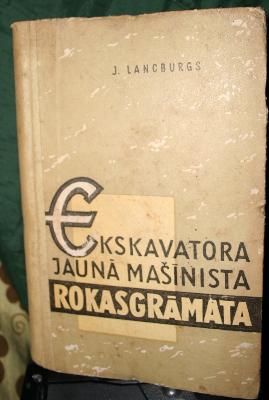 J. LANCBURGS
EKSKAVATORA
JAUNĀ MAŠĪNISTA
ROKASGRĀMATA